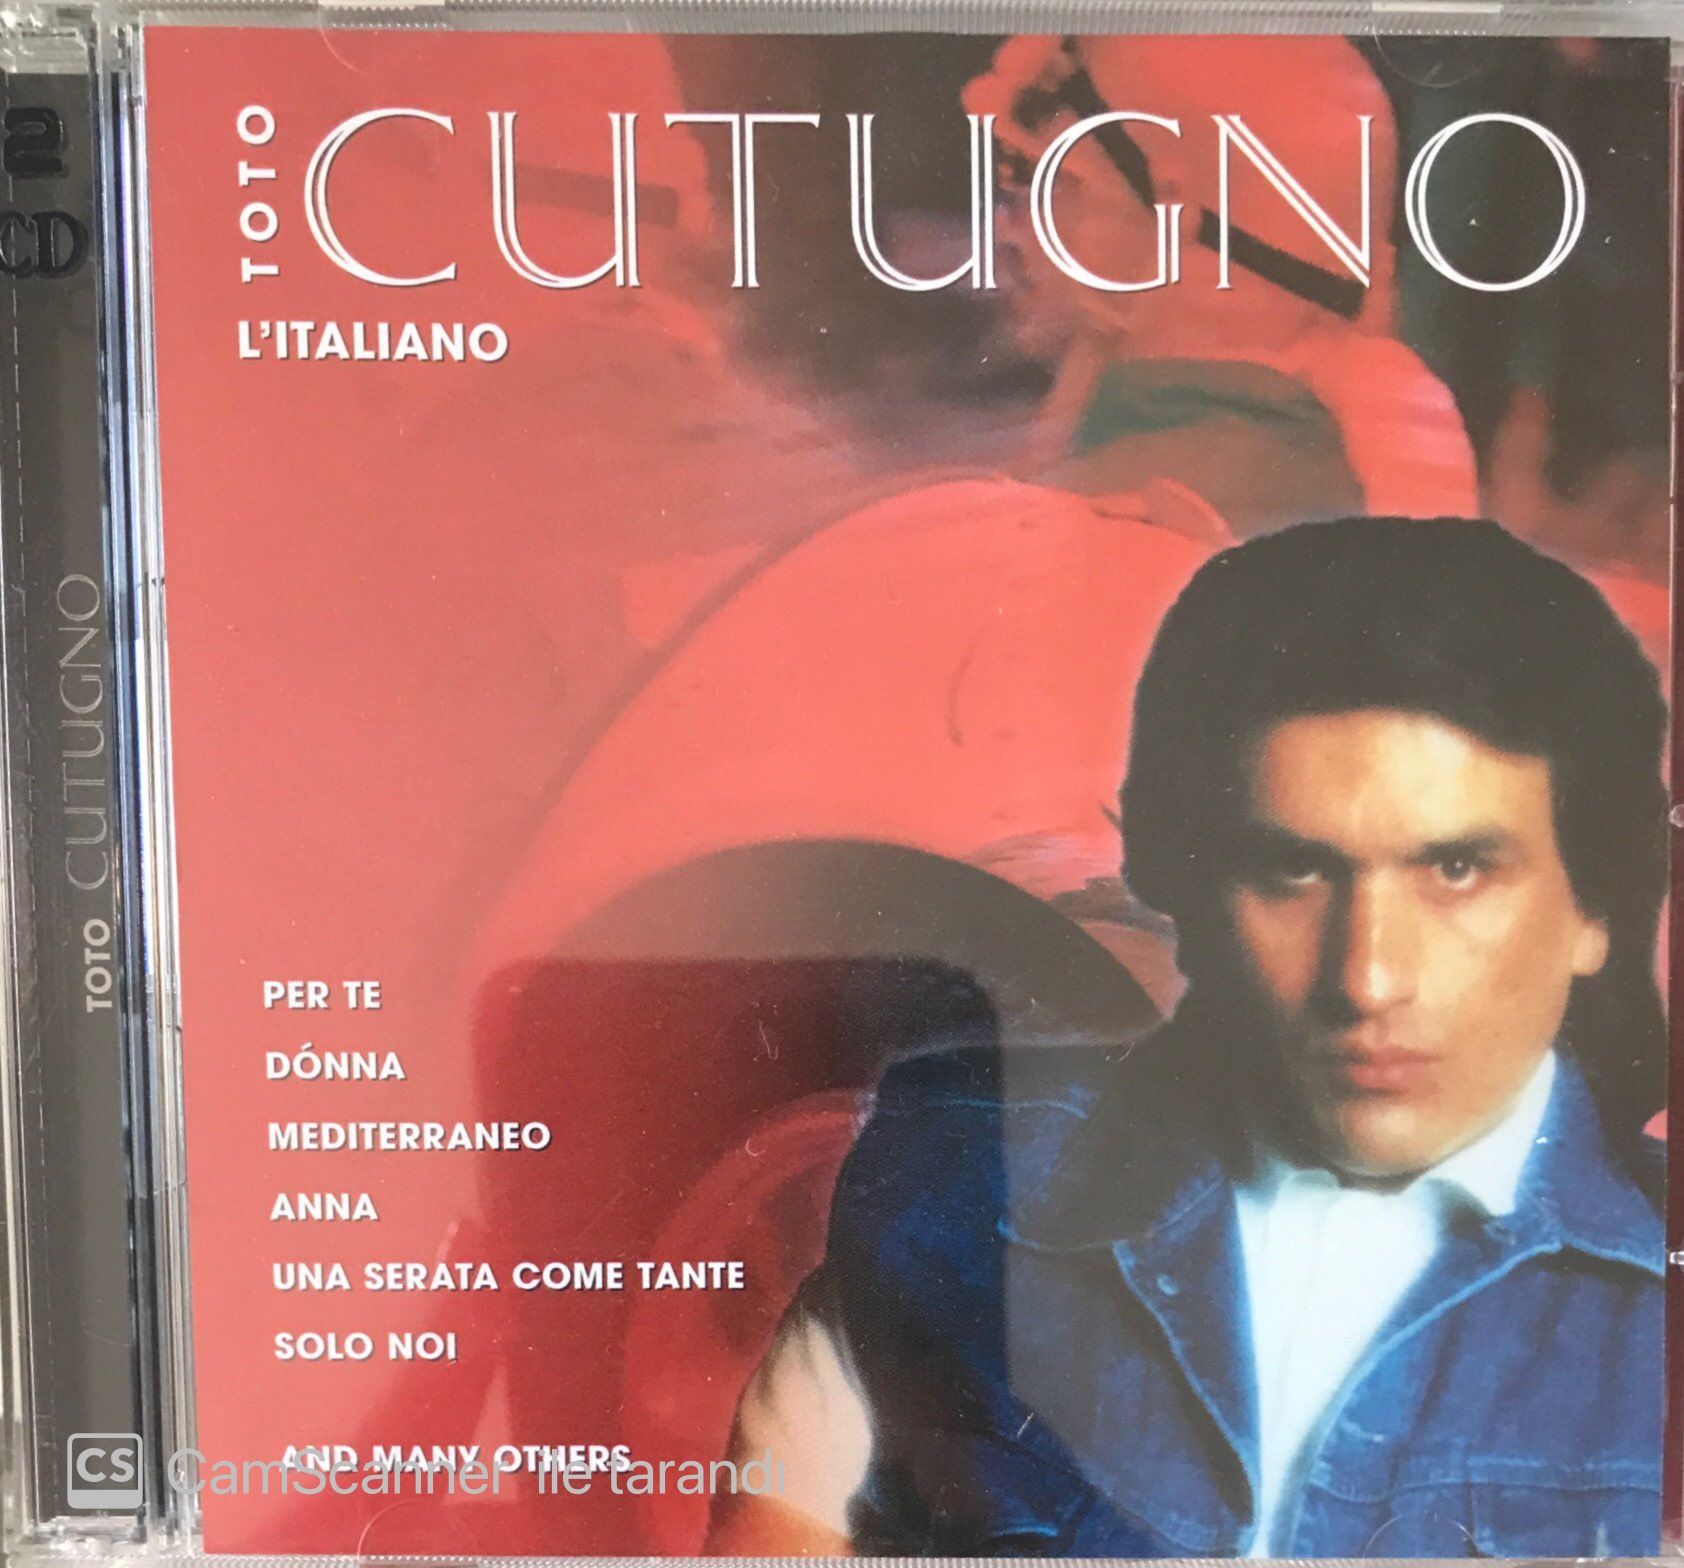 2
CD
TOTO CUTUGNO
TOTO
CUTUGNO
L'ITALIANO
PER TE
DÓNNA
MEDITERRANEO
ANNA
UNA SERATA COME TANTE
SOLO NOI
AND MANY OTHERS
CS CamScanner ile tarandı